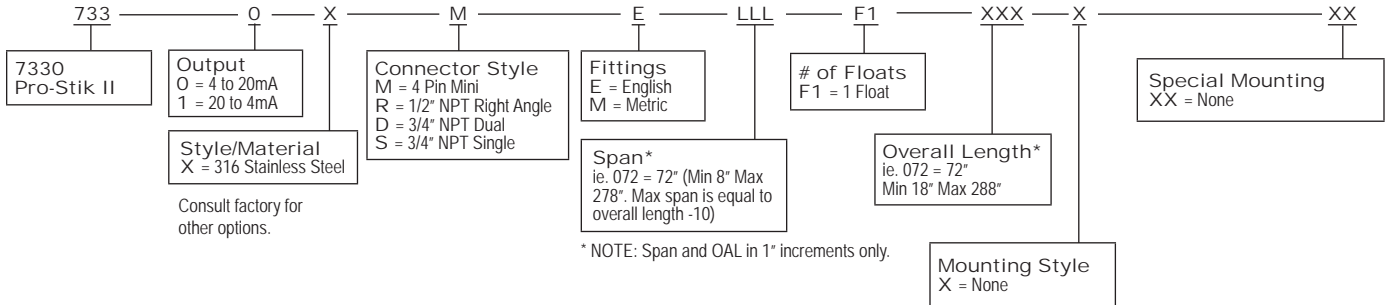 733 0 X M E LLL F1 XXX X XX
7330
Pro-Stik II
Output
0 = 4 to 20mA
1 = 20 to 4mA
Style/Material
X = 316 Stainless Steel
Consult factory for
other options.
Connector Style
M = 4 Pin Mini
R = 1/2" NPT Right Angle
D = 3/4" NPT Dual
S = 3/4" NPT Single
Fittings
E = English
M = Metric
Span*
ie. 072 = 72" (Min 8" Max
278". Max span is equal to
overall length -10)
* NOTE: Span and OAL in 1" increments only.
# of Floats
F1 = 1 Float
Overall Length*
ie. 072 = 72"
Min 18" Max 288"
Mounting Style
X = None
Special Mounting
XX = None